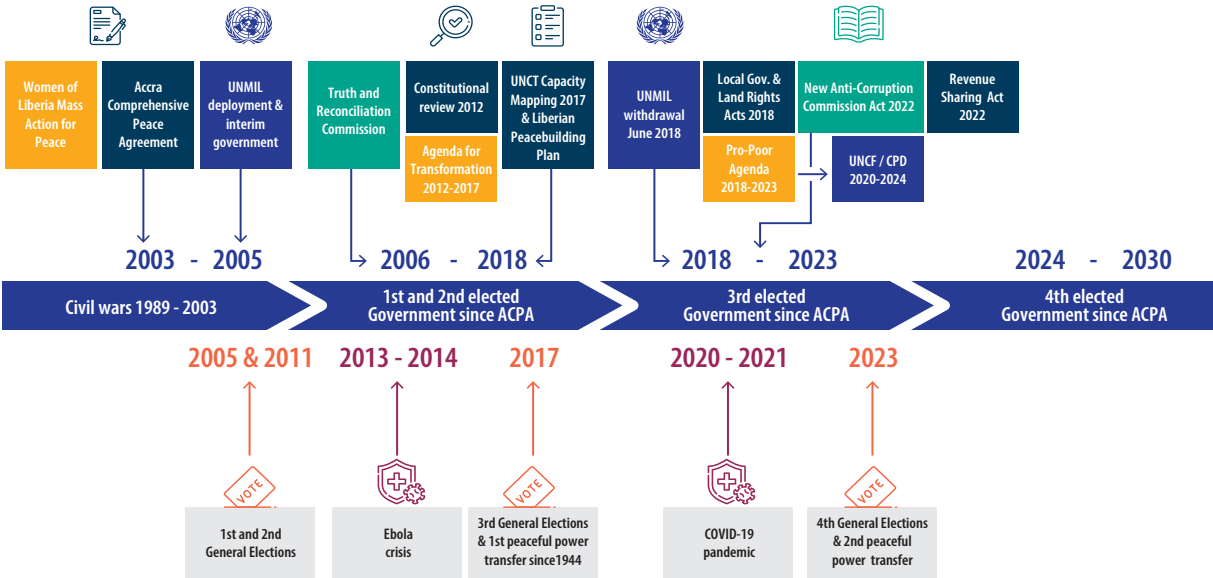 Women of
Liberia Mass
Action for
Peace
Accra
Comprehensive
Peace
Agreement
UNMIL
deployment &
interim
government
Truth and
Reconciliation
Commission
Constitutional
review 2012
Agenda for
Transformation
2012-2017
UNCT Capacity
Mapping 2017
& Liberian
Peacebuilding
Plan
UNMIL
withdrawal
June 2018
Local Gov. &
Land Rights
Acts 2018
Pro-Poor
Agenda
2018-2023
New Anti-Corruption
Commission Act 2022
UNCF / CPD
2020-2024
Revenue
Sharing Act
2022
2003 - 2005
2006 - 2018
2018 - 2023
2024 - 2030
Civil wars 1989 - 2003
1st and 2nd elected
Government since ACPA
3rd elected
Government since ACPA
4th elected
Government since ACPA
2005 & 2011
2013 - 2014
2017
2020 - 2021
2023
VOTE
VOTE
VOTE
1st and 2nd
General Elections
Ebola
crisis
3rd General Elections
& 1st peaceful power
transfer since1944
COVID-19
pandemic
4th General Elections
& 2nd peaceful
power transfer